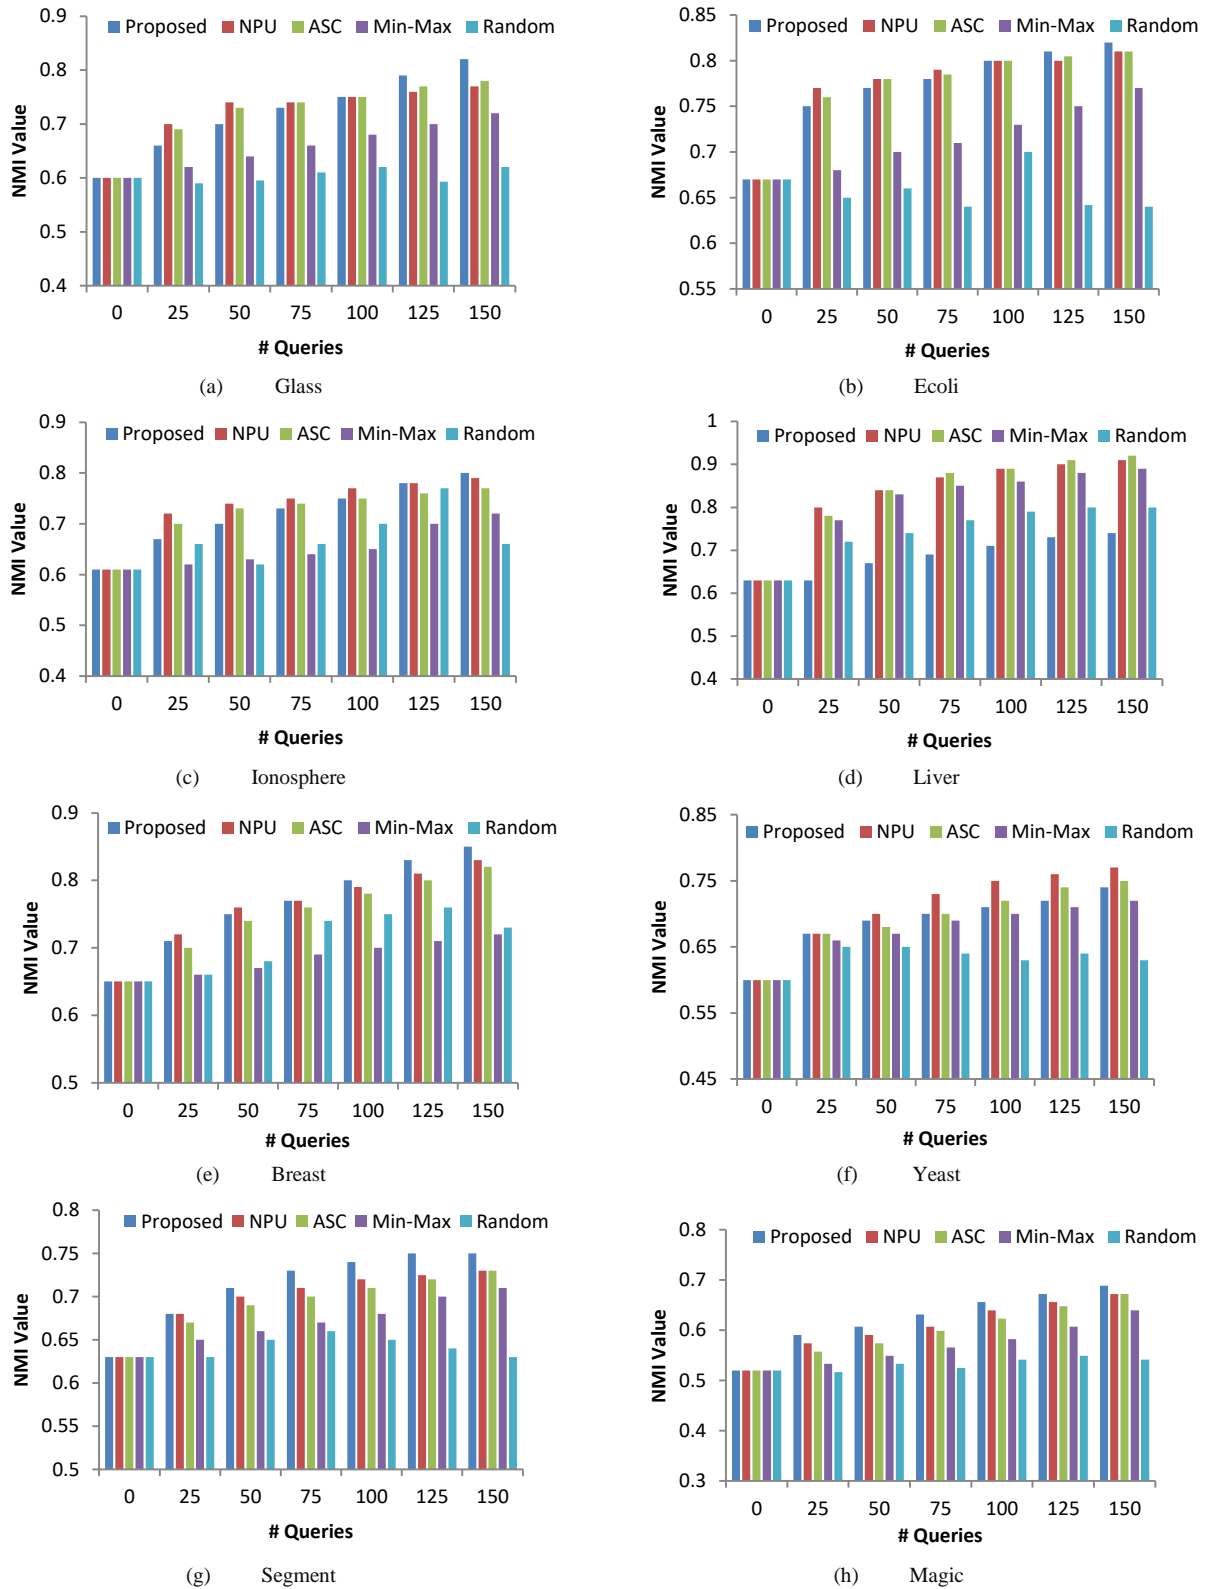 0.9
Proposed NPU ASC Min-Max Random
0.8
0.7
0.6
0.5
0.4
NMI Value
0 25 50 75 100 125 150
# Queries
(a) Glass
0.85
Proposed NPU ASC Min-Max Random
0.8
0.75
0.7
0.65
0.6
0.55
NMI Value
0 25 50 75 100 125 150
# Queries
(b) Ecoli
0.9
Proposed NPU ASC Min-Max Random
0.8
0.7
0.6
0.5
0.4
NMI Value
0 25 50 75 100 125 150
# Queries
(c) Ionosphere
1
Proposed NPU ASC Min-Max Random
0.9
0.8
0.7
0.6
0.5
0.4
NMI Value
0 25 50 75 100 125 150
# Queries
(d) Liver
0.9
Proposed NPU ASC Min-Max Random
0.8
0.7
0.6
0.5
NMI Value
0 25 50 75 100 125 150
# Queries
(e) Breast
0.85
Proposed NPU ASC Min-Max Random
0.75
0.65
0.55
0.45
NMI Value
0 25 50 75 100 125 150
# Queries
(f) Yeast
0.8
Proposed NPU ASC Min-Max Random
0.75
0.7
0.65
0.6
0.55
0.5
NMI Value
0 25 50 75 100 125 150
# Queries
(g) Segment
0.8
Proposed NPU ASC Min-Max Random
0.7
0.6
0.5
0.4
0.3
NMI Value
0 25 50 75 100 125 150
# Queries
(h) Magic